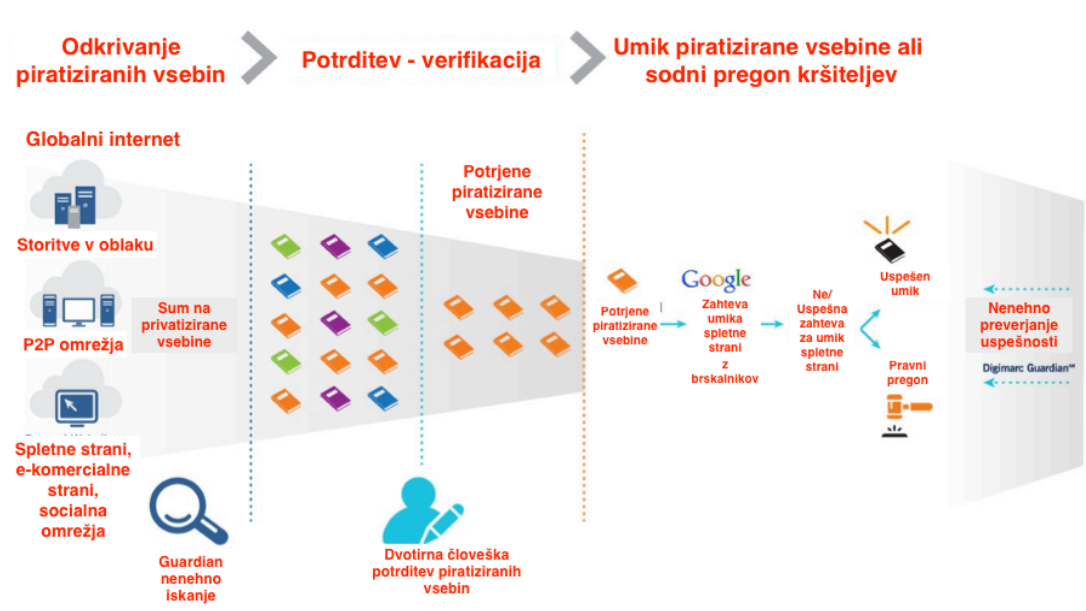 Odkrivanje
piratiziranih vsebin
Potrditev - verifikacija
Umik piratizirane vsebine ali
sodni pregon kršiteljev
Globalni internet
Storitve v oblaku
P2P omrežja
Spletne strani,
e-komercialne
strani,
socialna
omrežja
Sum na
privatizirane
vsebine
Guardian
nenehno
iskanje
Potrjene
piratizirane
vsebine
Dvotirna človeška
potrditev piratiziranih
vsebin
Potrjene
piratizirane
vsebine
Google
Zahteva
umika
spletne
strani
z
brskalnikov
Ne/
Uspešna
zahteva
za umik
spletne
strani
Uspešen
umik
Pravni
pregon
Nenehno
preverjanje
uspešnosti
Digimarc Guardian℠